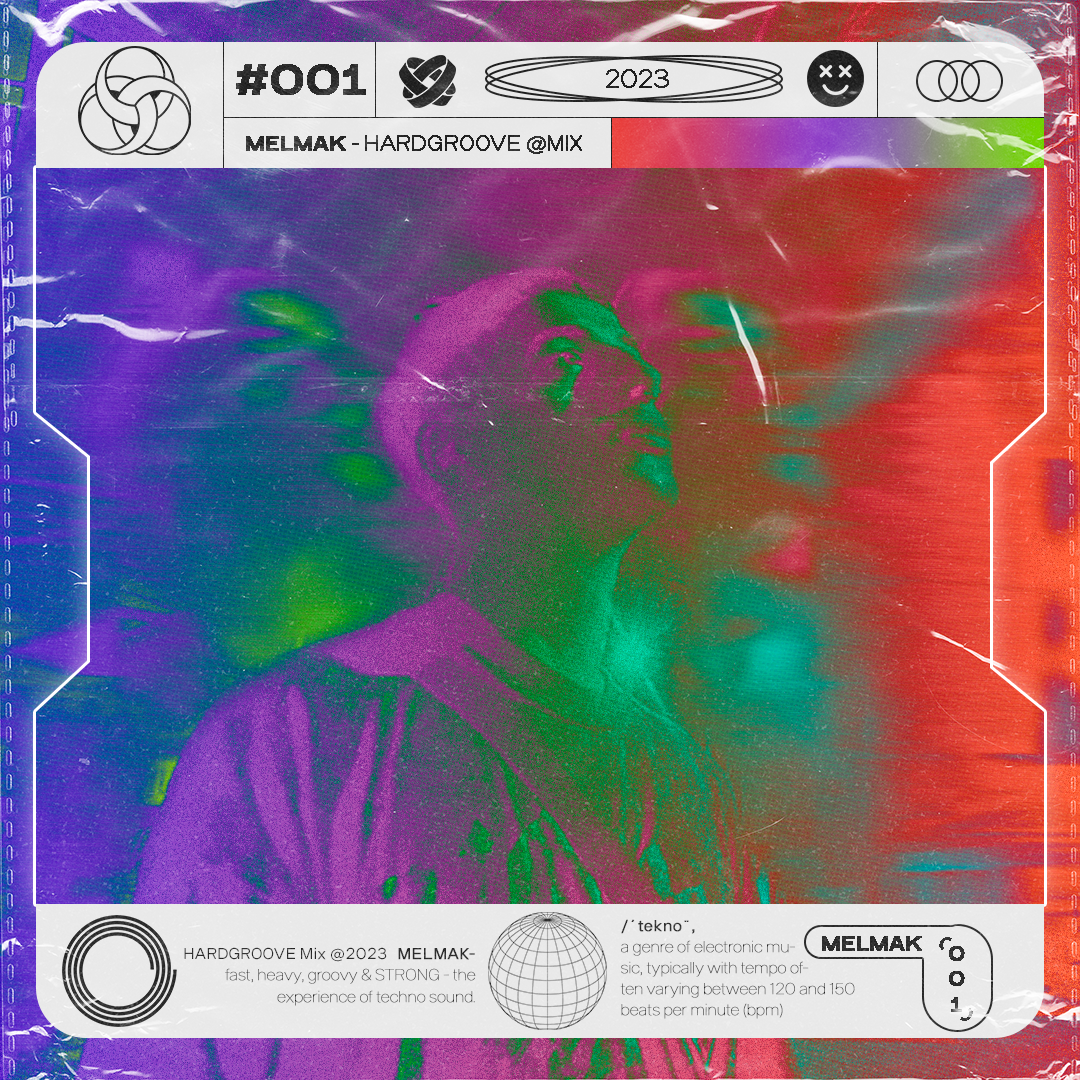 #001
2023
MELMAK - HARDGROOVE @MIX
HARDGROOVE Mix @2023 MELMAK-
fast, heavy, groovy & STRONG - the
experience of techno sound.
/´tekno¨,
a genre of electronic mu-
sic, typically with tempo of-
ten varying between 120 and 150
beats per minute (bpm)
MELMAK
001